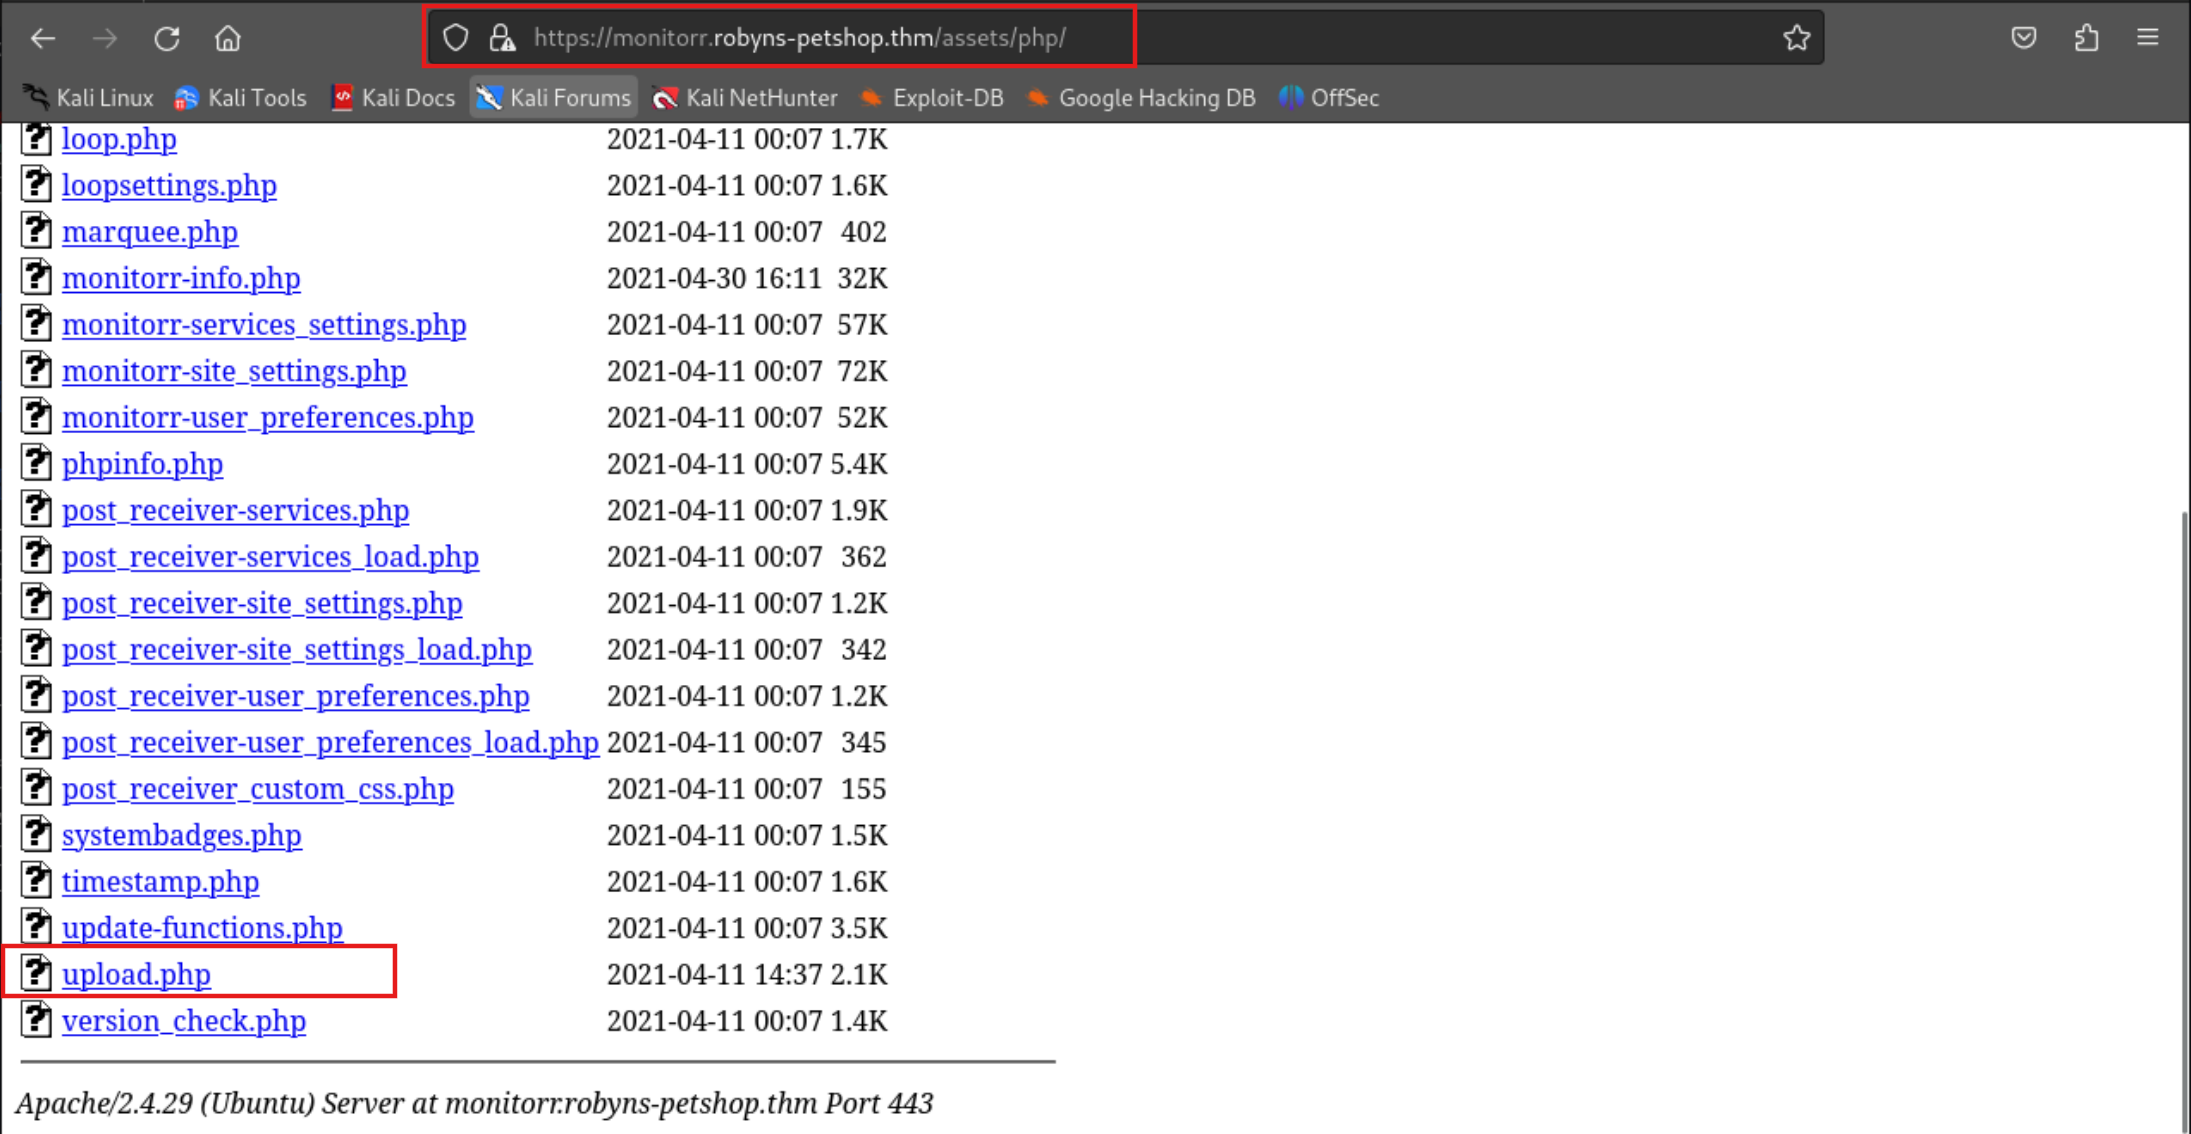 https://monitorr.robyns-petshop.thm/assets/php/
Kali Linux Kali Tools Kali Docs Kali Forums Kali NetHunter Exploit-DB Google Hacking DB OffSec
loop.php 2021-04-11 00:07 1.7K
loopsettings.php 2021-04-11 00:07 1.6K
marquee.php 2021-04-11 00:07 402
monitorr-info.php 2021-04-30 16:11 32K
monitorr-services_settings.php 2021-04-11 00:07 57K
monitorr-site_settings.php 2021-04-11 00:07 72K
monitorr-user_preferences.php 2021-04-11 00:07 52K
phpinfo.php 2021-04-11 00:07 5.4K
post_receiver-services.php 2021-04-11 00:07 1.9K
post_receiver-services_load.php 2021-04-11 00:07 362
post_receiver-site_settings.php 2021-04-11 00:07 1.2K
post_receiver-site_settings_load.php 2021-04-11 00:07 342
post_receiver-user_preferences.php 2021-04-11 00:07 1.2K
post_receiver-user_preferences_load.php 2021-04-11 00:07 345
post_receiver_custom_css.php 2021-04-11 00:07 155
systembadges.php 2021-04-11 00:07 1.5K
timestamp.php 2021-04-11 00:07 1.6K
update-functions.php 2021-04-11 00:07 3.5K
upload.php 2021-04-11 14:37 2.1K
version_check.php 2021-04-11 00:07 1.4K
Apache/2.4.29 (Ubuntu) Server at monitorr.robyns-petshop.thm Port 443